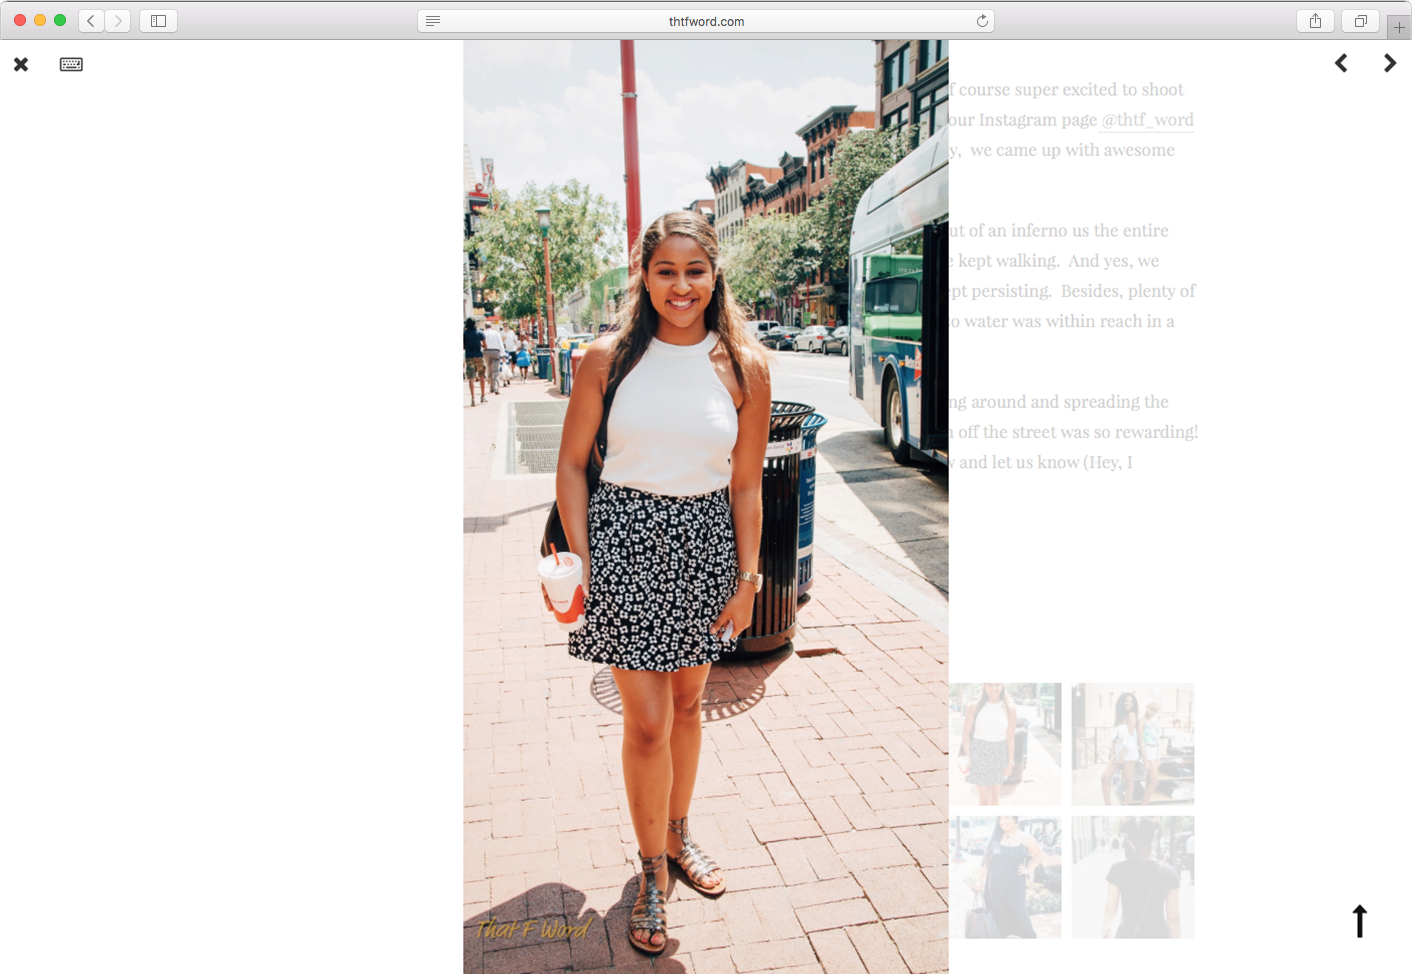 thtfword.com
f course super excited to shoot
our Instagram page @thtf_word
y, we came up with awesome
ut of an inferno us the entire
e kept walking. And yes, we
ept persisting. Besides, plenty of
so water was within reach in a
ng around and spreading the
n off the street was so rewarding!
w and let us know (Hey, I
That F Word